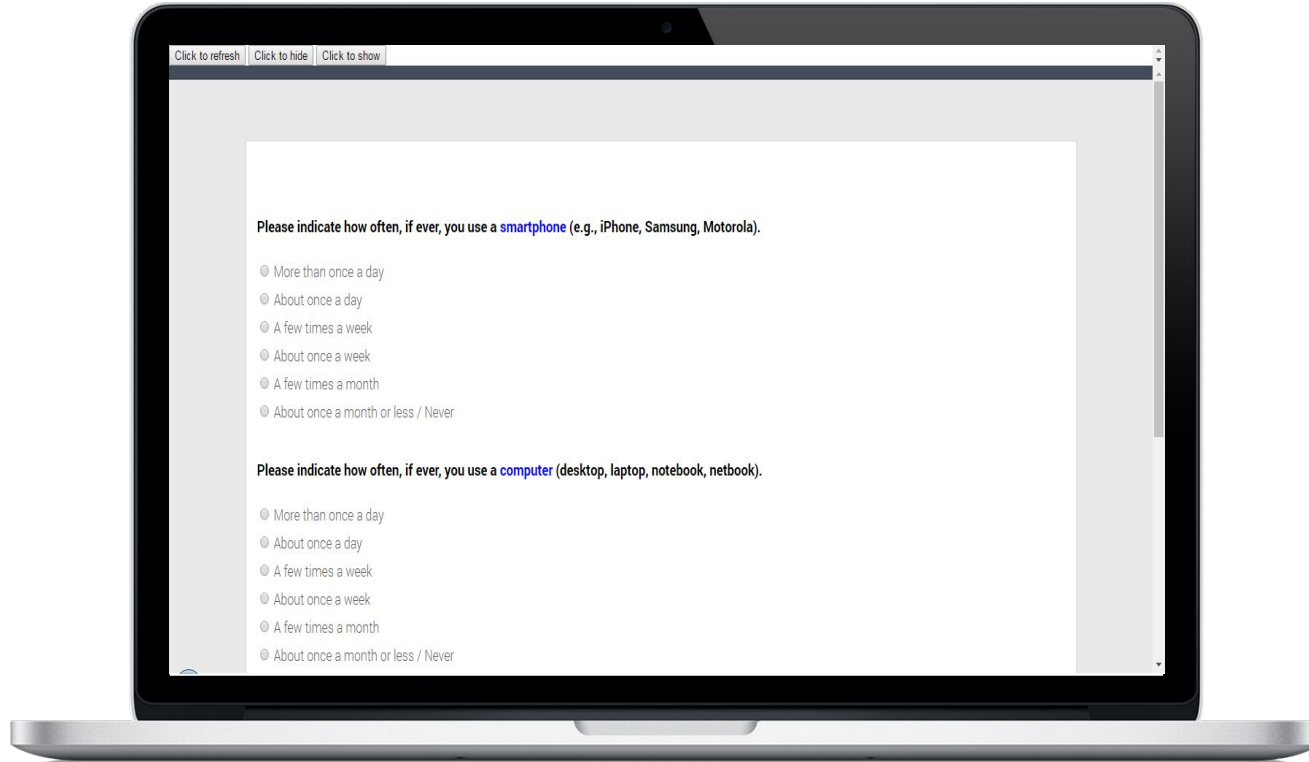 Click to refresh Click to hide Click to show
Please indicate how often, if ever, you use a smartphone (e.g., iPhone, Samsung, Motorola).
More than once a day
About once a day
A few times a week
About once a week
A few times a month
About once a month or less / Never
Please indicate how often, if ever, you use a computer (desktop, laptop, notebook, netbook).
More than once a day
About once a day
A few times a week
About once a week
A few times a month
About once a month or less / Never